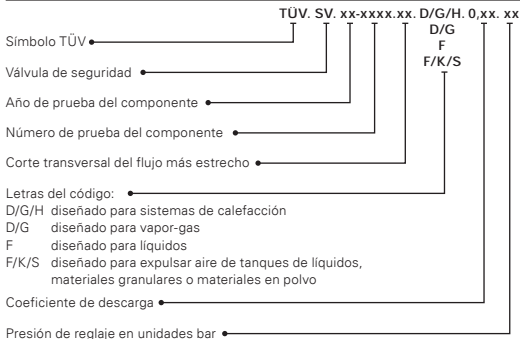 TÜV. SV. xx-xxxx.xx. D/G/H. 0,xx. xx
D/G
F
F/K/S
Símbolo TÜV
Válvula de seguridad
Año de prueba del componente
Número de prueba del componente
Corte transversal del flujo más estrecho
Letras del código:
D/G/H diseñado para sistemas de calefacción
D/G diseñado para vapor-gas
F diseñado para líquidos
F/K/S diseñado para expulsar aire de tanques de líquidos,
materiales granulares o materiales en polvo
Coeficiente de descarga
Presión de reglaje en unidades bar